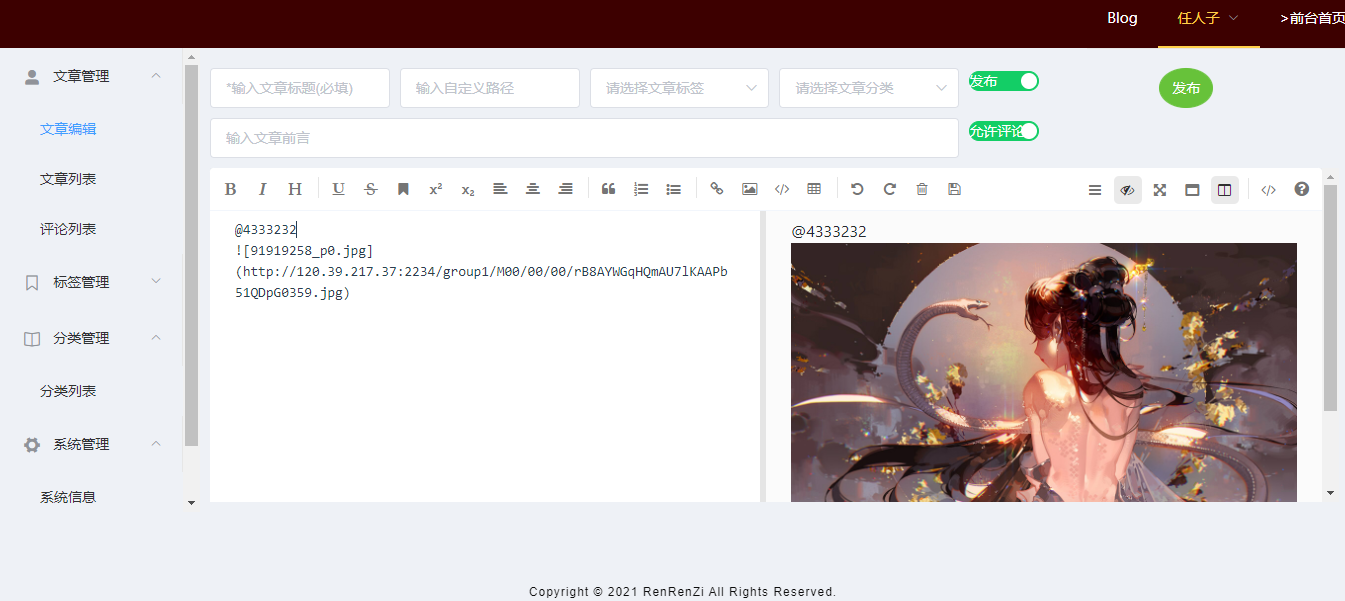 Blog
任人子
>前台首页
文章管理
文章编辑
文章列表
评论列表
标签管理
分类管理
分类列表
系统管理
系统信息
*输入文章标题(必填)
输入自定义路径
请选择文章标签
请选择文章分类
发布
发布
输入文章前言
允许评论
@4333232
![91919258_p0.jpg]
(http://120.39.217.37:2234/group1/M00/00/00/rB8AYWGqHQmAU7lKAAPb
51QDpG0359.jpg)
@4333232
Copyright © 2021 RenRenZi All Rights Reserved.